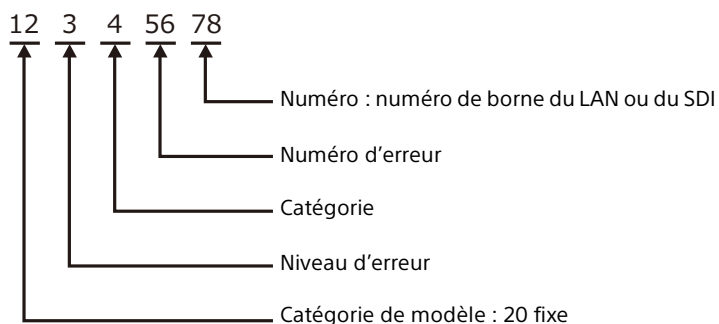 12 3 4 56 78
Numéro : numéro de borne du LAN ou du SDI
Numéro d’erreur
Catégorie
Niveau d’erreur
Catégorie de modèle : 20 fixe